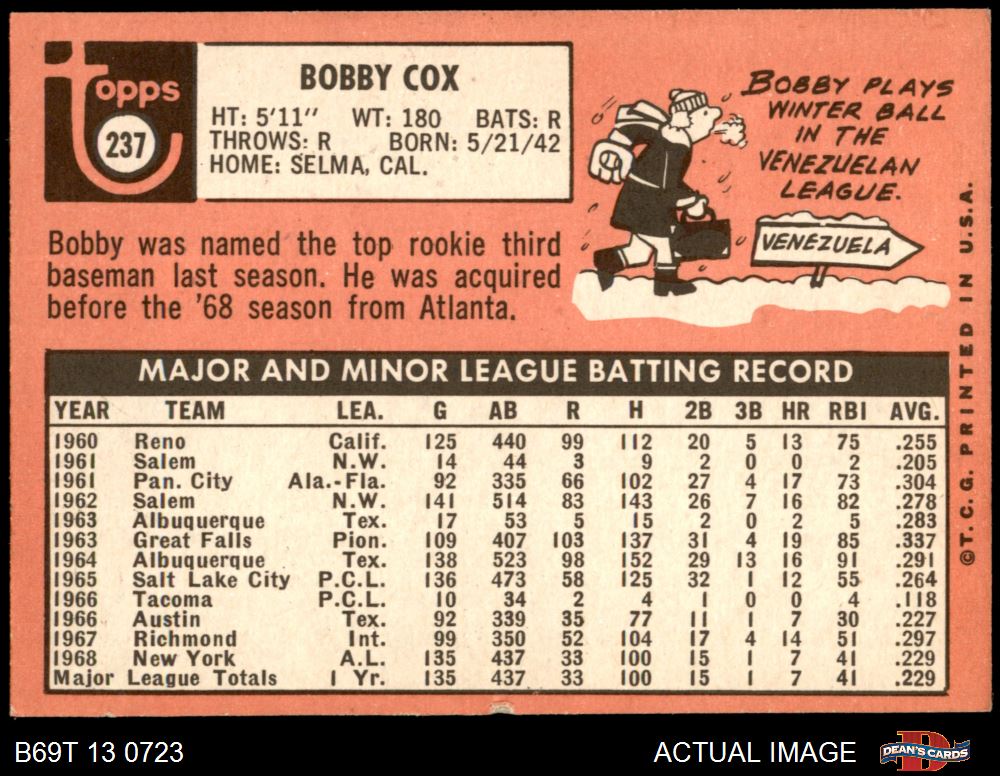 topps
237
BOBBY COX
HT: 5'11" WT: 180 BATS: R
THROWS: R BORN: 5/21/42
HOME: SELMA, CAL.
BOBBY PLAYS
WINTER BALL
IN THE
VENEZUELAN
LEAGUE.
VENEZUELA
Bobby was named the top rookie third
baseman last season. He was acquired
before the '68 season from Atlanta.
MAJOR AND MINOR LEAGUE BATTING RECORD
YEAR TEAM LEA. G AB R H 2B 3B HR RBI AVG.
1960 Reno Calif. 125 440 99 112 20 5 13 75 .255
1961 Salem N.W. 14 44 3 9 2 0 0 2 .205
1961 Pan. City Ala.-Fla. 92 335 66 102 27 4 17 73 .304
1962 Salem N.W. 141 514 83 143 26 7 16 82 .278
1963 Albuquerque Tex. 17 53 5 15 2 0 2 5 .283
1963 Great Falls Pion. 109 407 103 137 31 4 19 85 .337
1964 Albuquerque Tex. 138 523 98 152 29 13 16 91 .291
1965 Salt Lake City P.C.L. 136 473 58 125 32 1 12 55 .264
1966 Tacoma P.C.L. 10 34 2 4 1 0 0 4 .118
1966 Austin Tex. 92 339 35 77 11 1 7 30 .227
1967 Richmond Int. 99 350 52 104 17 4 14 51 .297
1968 New York A.L. 135 437 33 100 15 1 7 41 .229
Major League Totals 1 Yr. 135 437 33 100 15 1 7 41 .229
©T.C.G. PRINTED IN U.S.A.
B69T 13 0723 ACTUAL IMAGE
DEAN'S CARDS